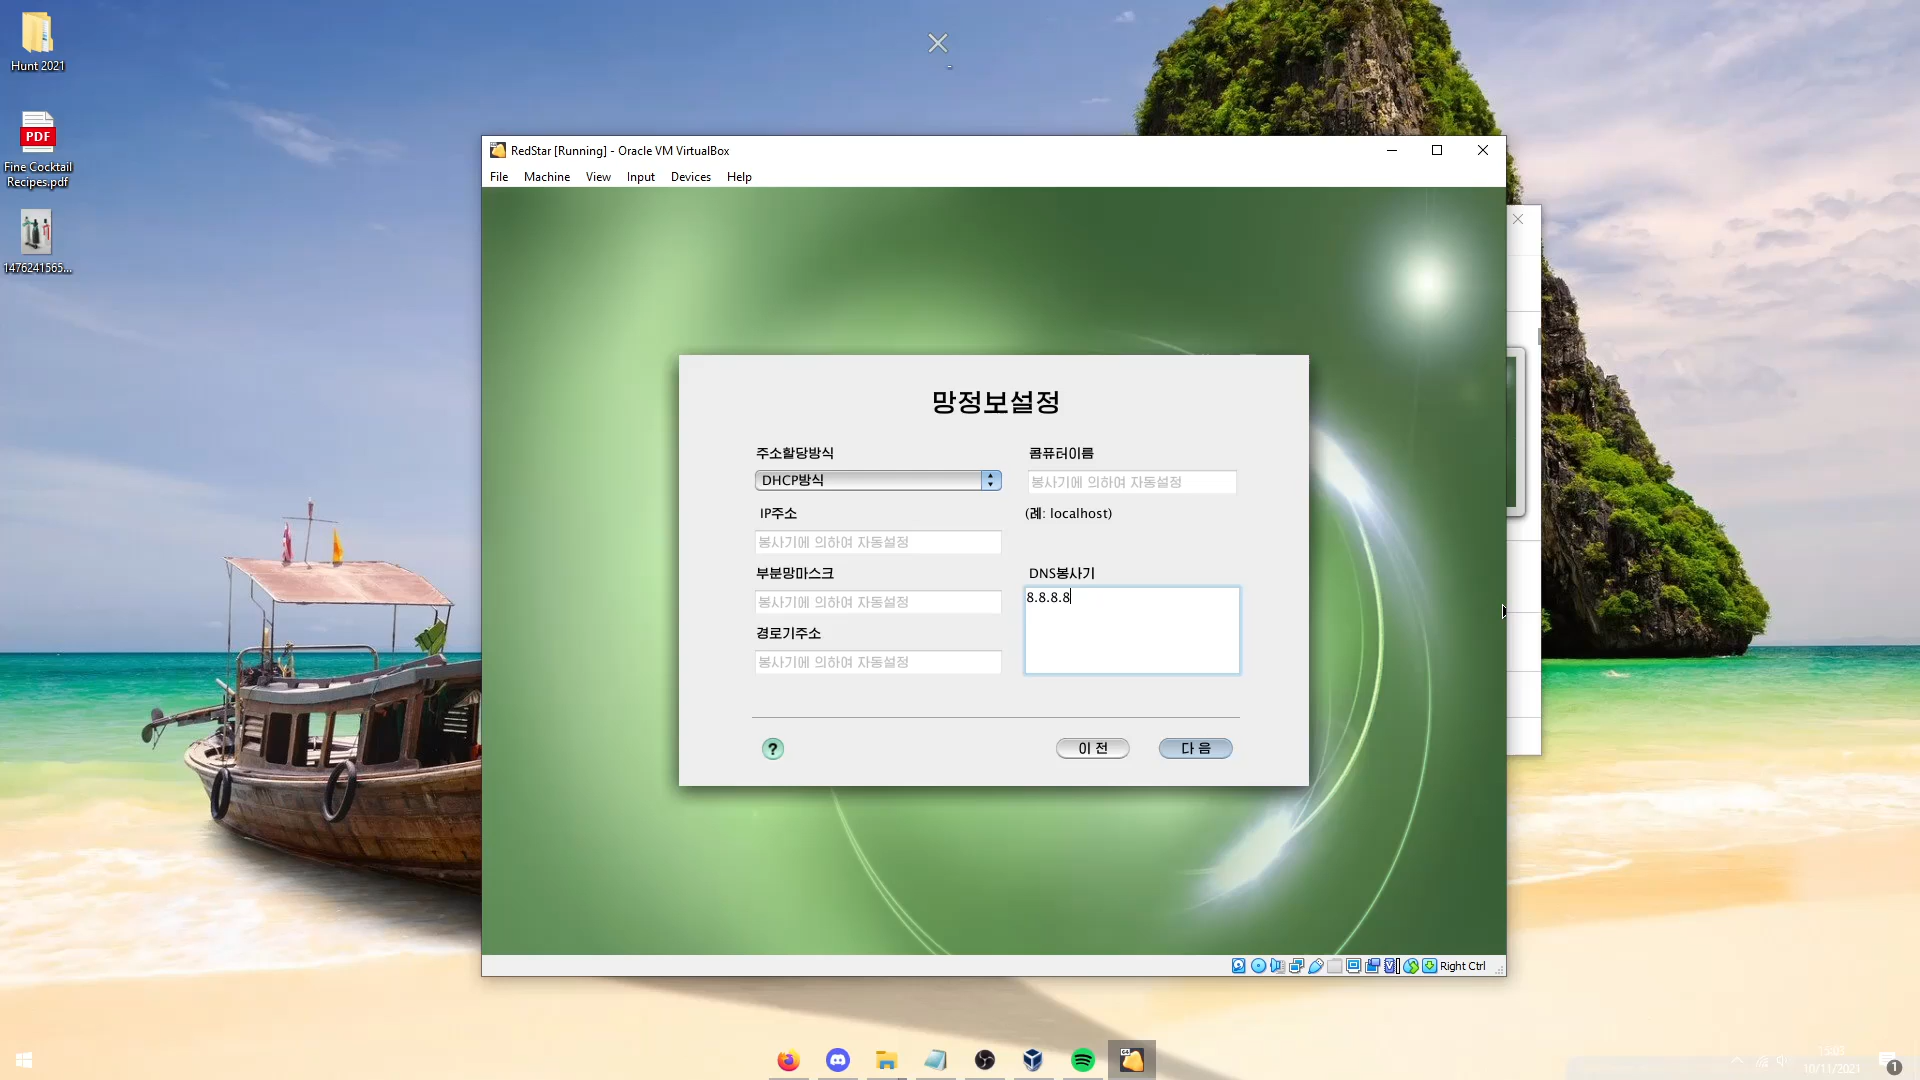 Hunt 2021
Fine Cocktail
Recipes.pdf
1476241565...
PDF
RedStar [Running] - Oracle VM VirtualBox
File Machine View Input Devices Help
망정보설정
주소할당방식
DHCP방식
IP주소
봉사기에 의하여 자동설정
부분망마스크
봉사기에 의하여 자동설정
경로기주소
봉사기에 의하여 자동설정
콤퓨터이름
봉사기에 의하여 자동설정
(례: localhost)
DNS봉사기
8.8.8.8
?
이 전
다 음
Right Ctrl
10/11/2021
1